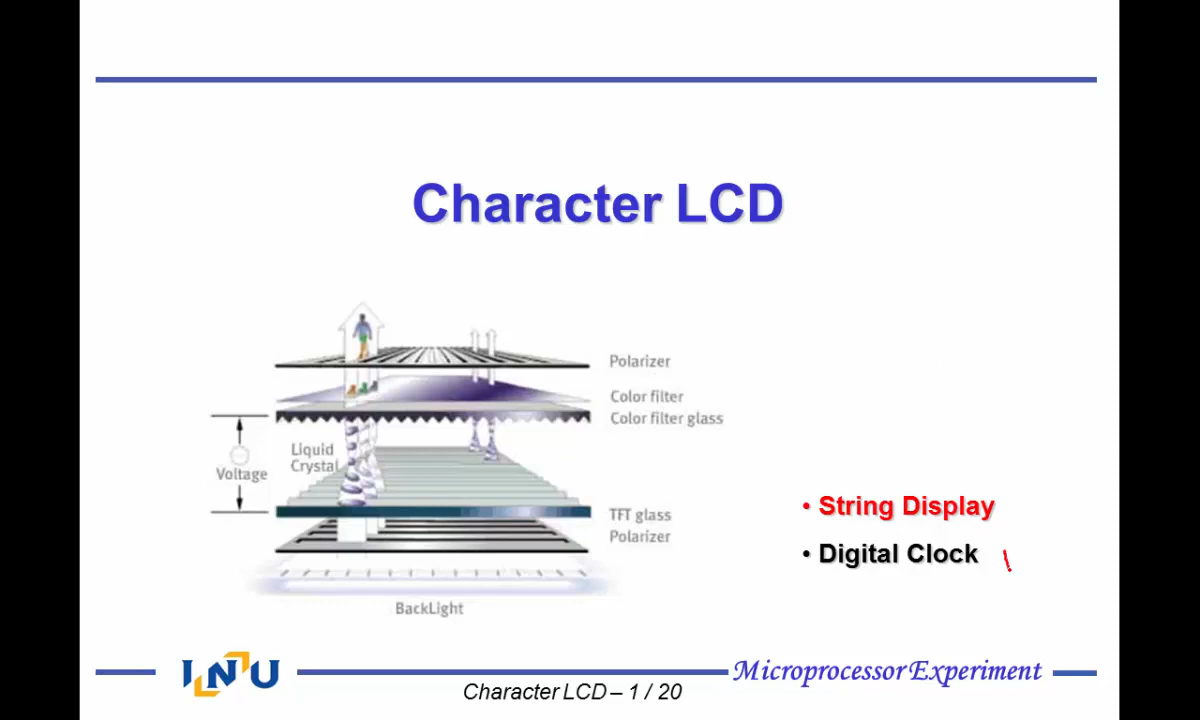 Character LCD
Polarizer
Color filter
Color filter glass
Liquid
Crystal
Voltage
TFT glass
Polarizer
BackLight
• String Display
• Digital Clock
INU
Microprocessor Experiment
Character LCD – 1 / 20